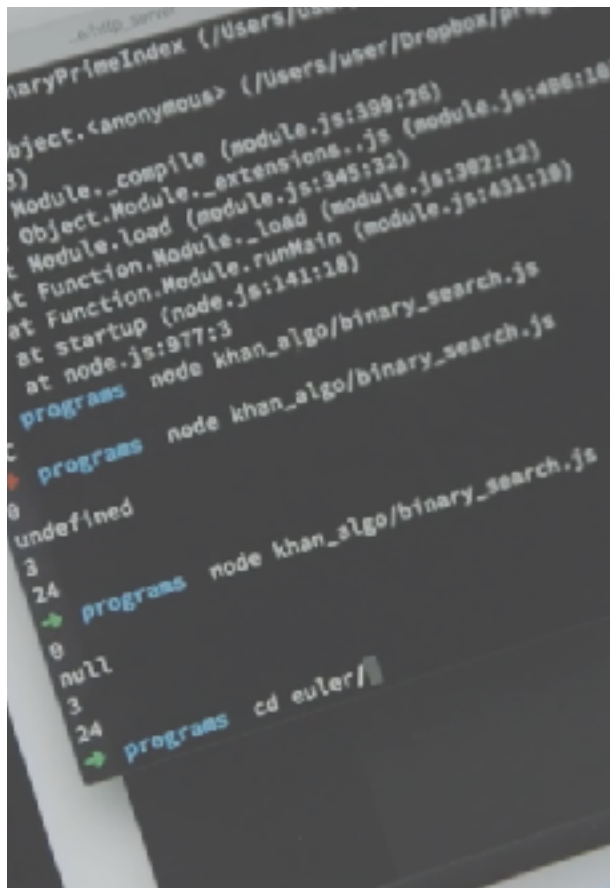 http_server
naryPrimeIndex (/Users/user
bject.<anonymous> (/Users/user/Dropbox/prog
3)
Module._compile (module.js:399:26)
Object.Module._extensions..js (module.js:406:10
t Module.load (module.js:345:32)
at Function.Module._load (module.js:302:12)
at Function.Module.runMain (module.js:431:10)
at startup (node.js:141:18)
at node.js:977:3
programs node khan_algo/binary_search.js
programs node khan_algo/binary_search.js
0
undefined
3
24
programs node khan_algo/binary_search.js
0
null
3
24
programs cd euler/